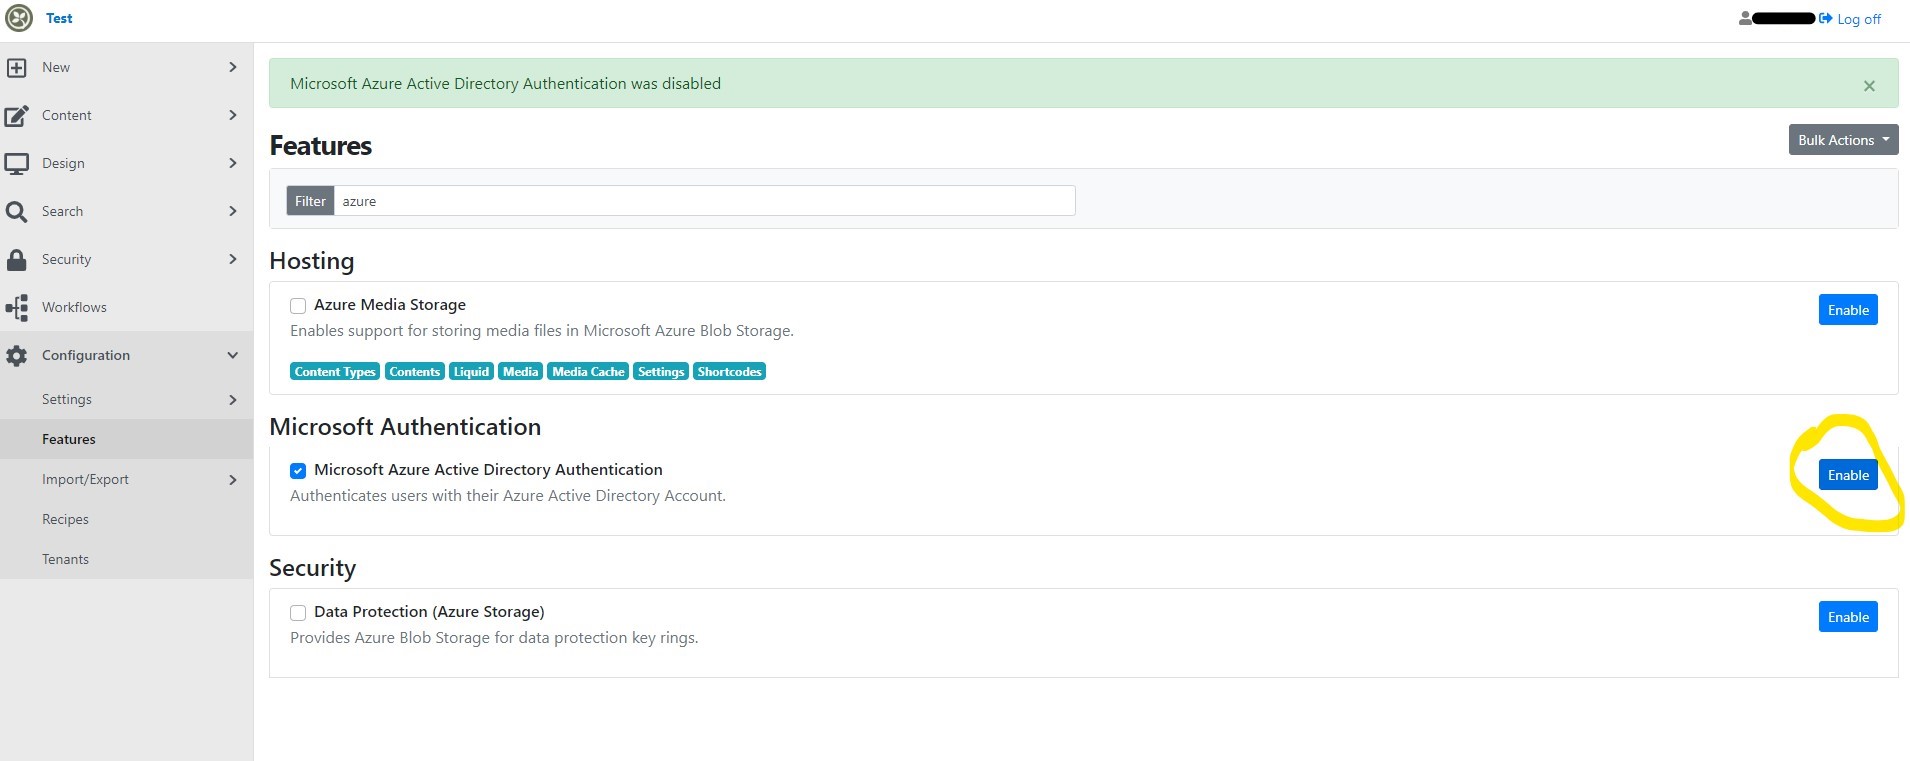 Test
Log off
New
Content
Design
Search
Security
Workflows
Configuration
Settings
Features
Import/Export
Recipes
Tenants
Microsoft Azure Active Directory Authentication was disabled ×
Features
Bulk Actions
Filter azure
Hosting
Azure Media Storage
Enable
Enables support for storing media files in Microsoft Azure Blob Storage.
Content Types Contents Liquid Media Media Cache Settings Shortcodes
Microsoft Authentication
Microsoft Azure Active Directory Authentication
Enable
Authenticates users with their Azure Active Directory Account.
Security
Data Protection (Azure Storage)
Enable
Provides Azure Blob Storage for data protection key rings.